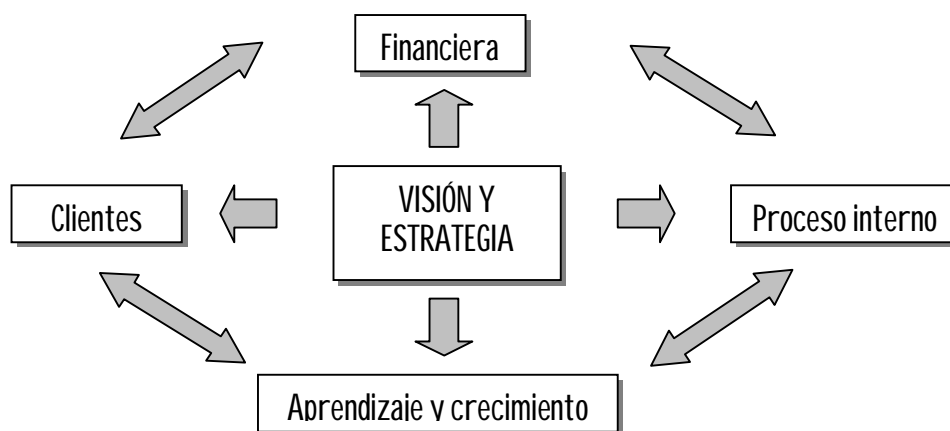 Financiera
Clientes
VISIÓN Y
ESTRATEGIA
Proceso interno
Aprendizaje y crecimiento